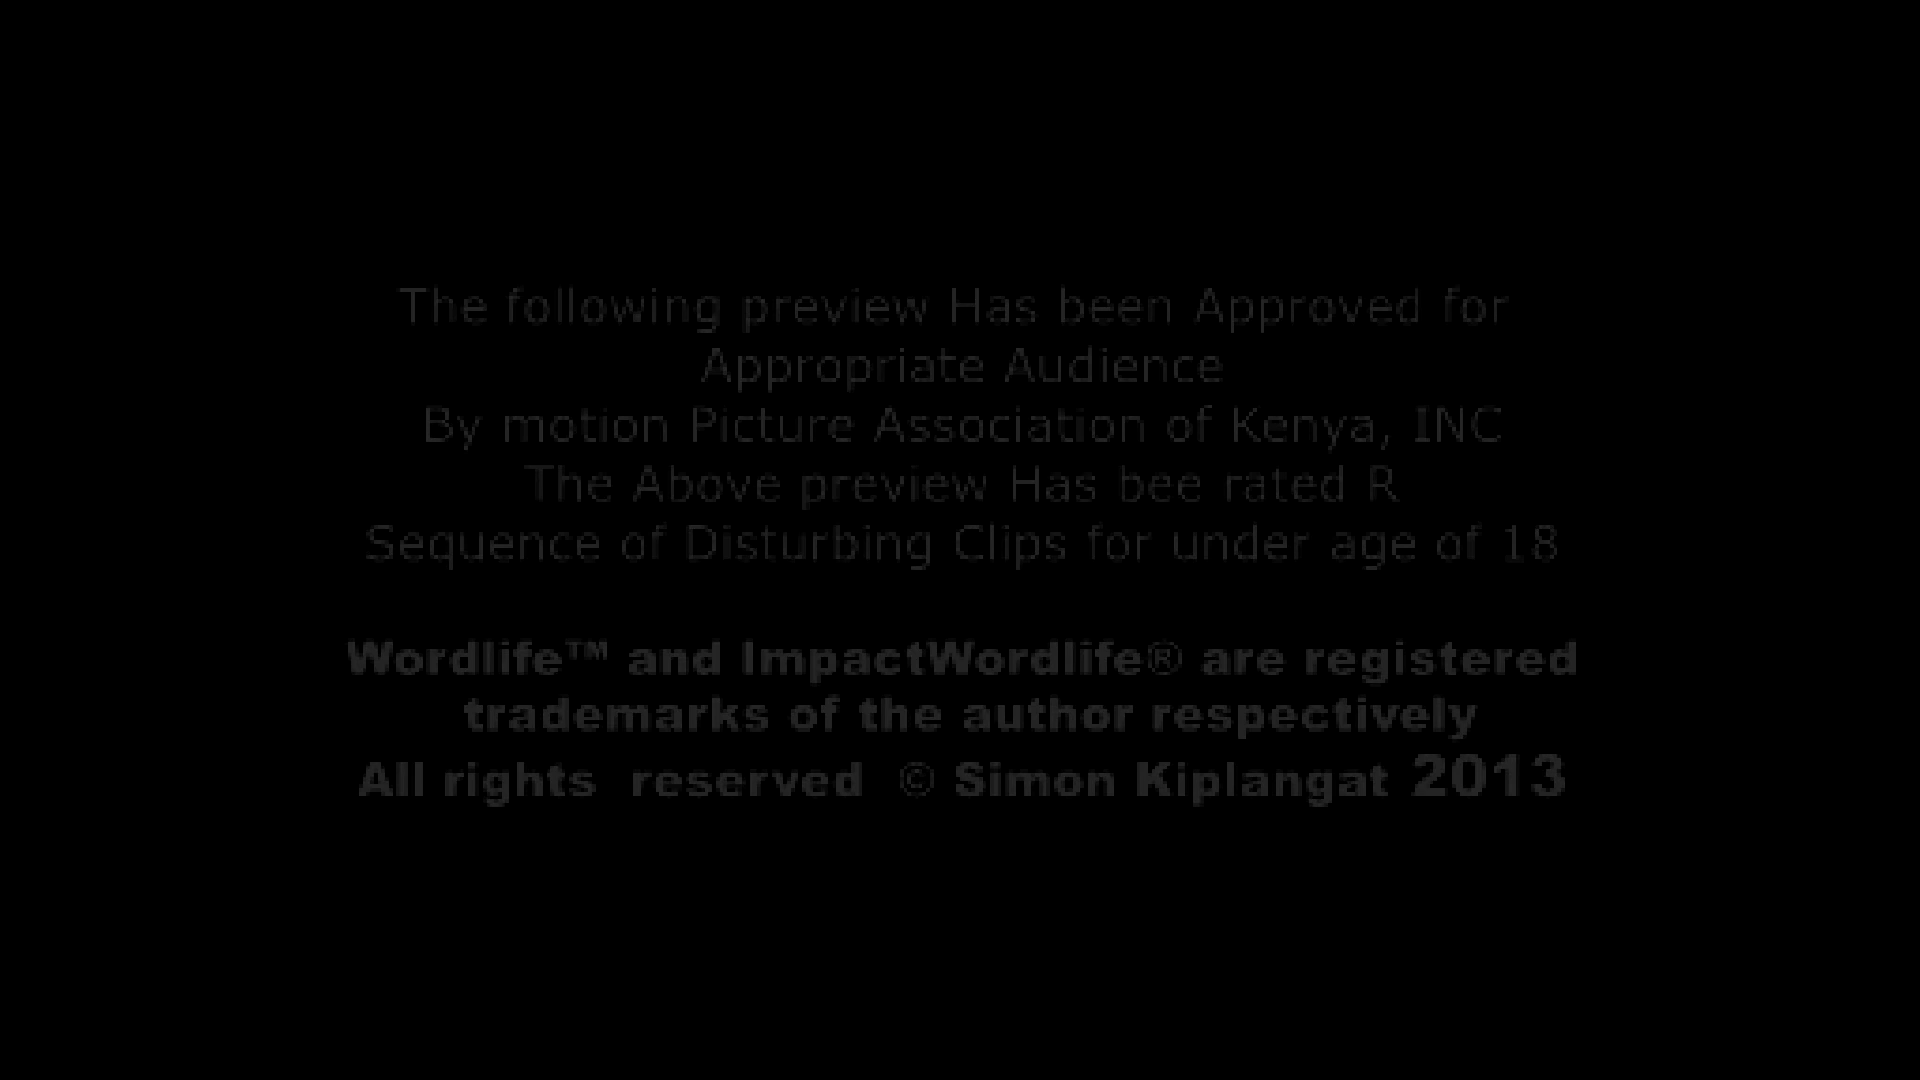 The following preview Has been Approved for
Appropriate Audience
By motion Picture Association of Kenya, INC
The Above preview Has bee rated R
Sequence of Disturbing Clips for under age of 18
Wordlife™ and ImpactWordlife® are registered
trademarks of the author respectively
All rights reserved © Simon Kiplangat 2013